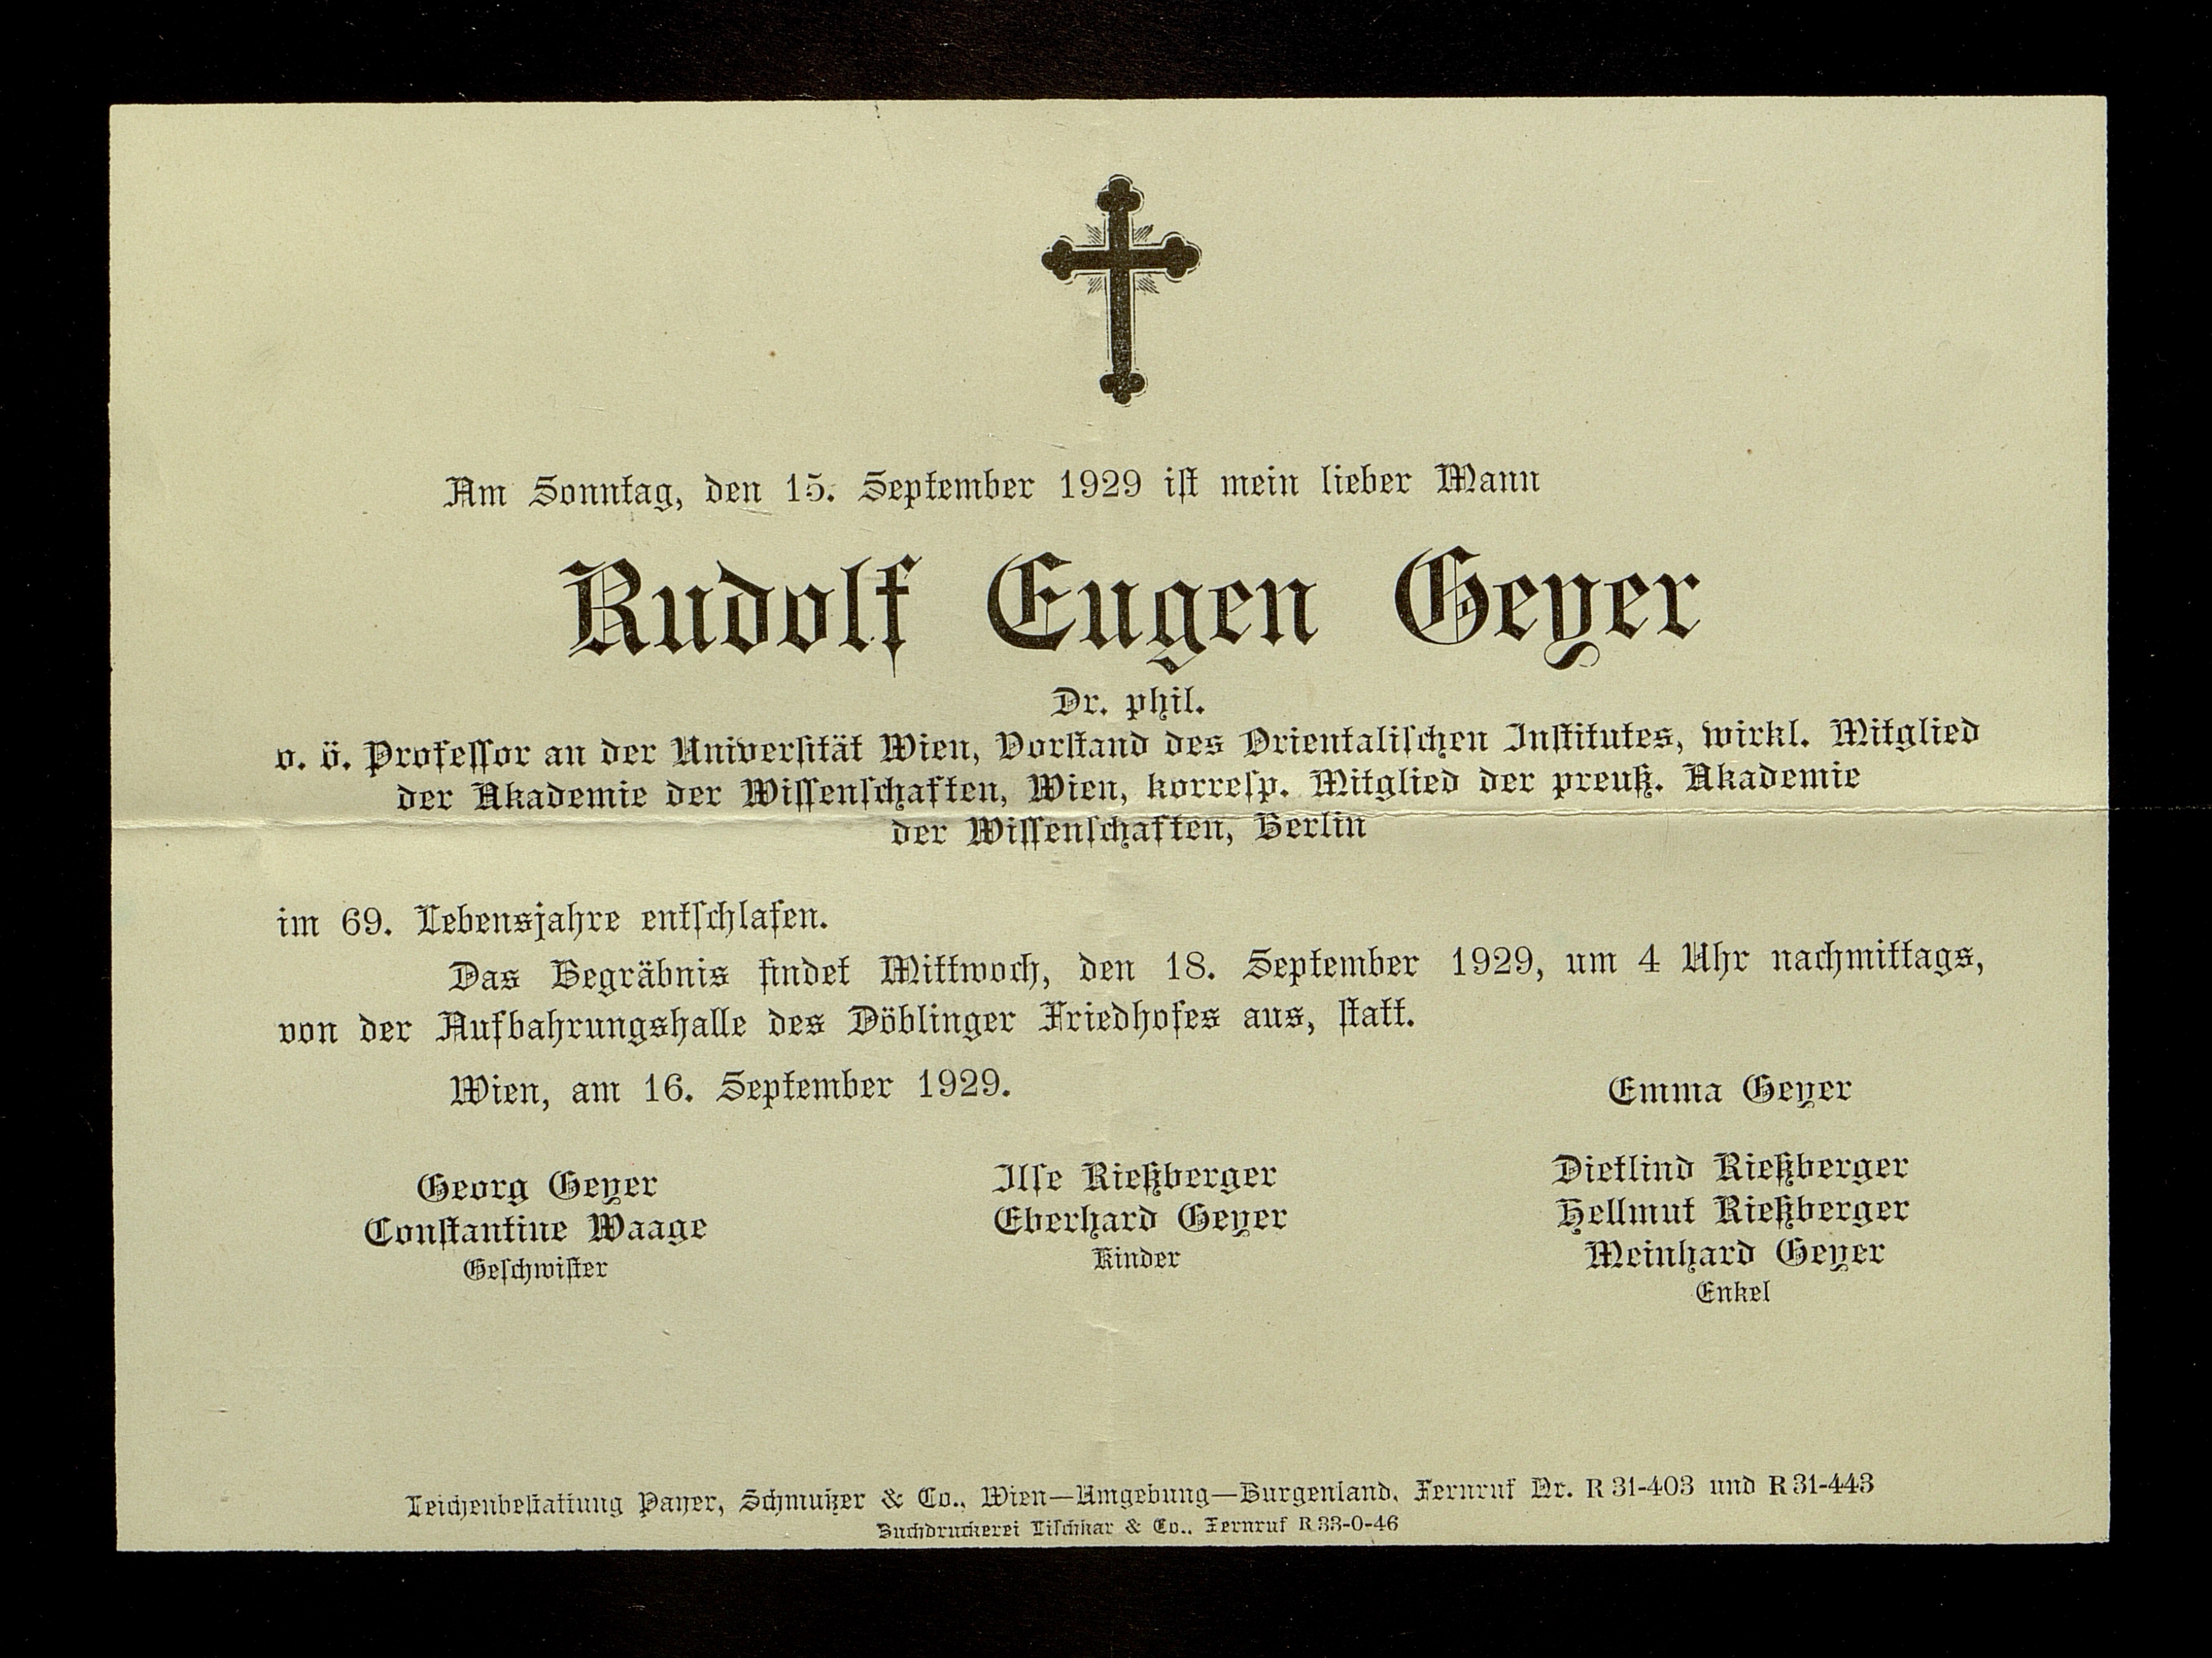 Am Sonntag, den 15. September 1929 ist mein lieber Mann
Rudolf Eugen Geyer
Dr. phil.
o. ö. Professor an der Universität Wien, Vorstand des Orientalischen Institutes, wirkl. Mitglied
der Akademie der Wissenschaften, Wien, korresp. Mitglied der preuß. Akademie
der Wissenschaften, Berlin
im 69. Lebensjahre entschlafen.
Das Begräbnis findet Mittwoch, den 18. September 1929, um 4 Uhr nachmittags,
von der Aufbahrungshalle des Döblinger Friedhofes aus, statt.
Wien, am 16. September 1929.
Emma Geyer
Georg Geyer
Constantine Waage
Geschwister
Ilse Rießberger
Eberhard Geyer
Kinder
Dietlind Rießberger
Hellmut Rießberger
Meinhard Geyer
Enkel
Leichenbestattung Payer, Schmutzer & Co., Wien—Umgebung—Burgenland, Fernruf Nr. R 31-403 und R 31-443
Buchdruckerei Lischkar & Co., Fernruf R 33-0-46